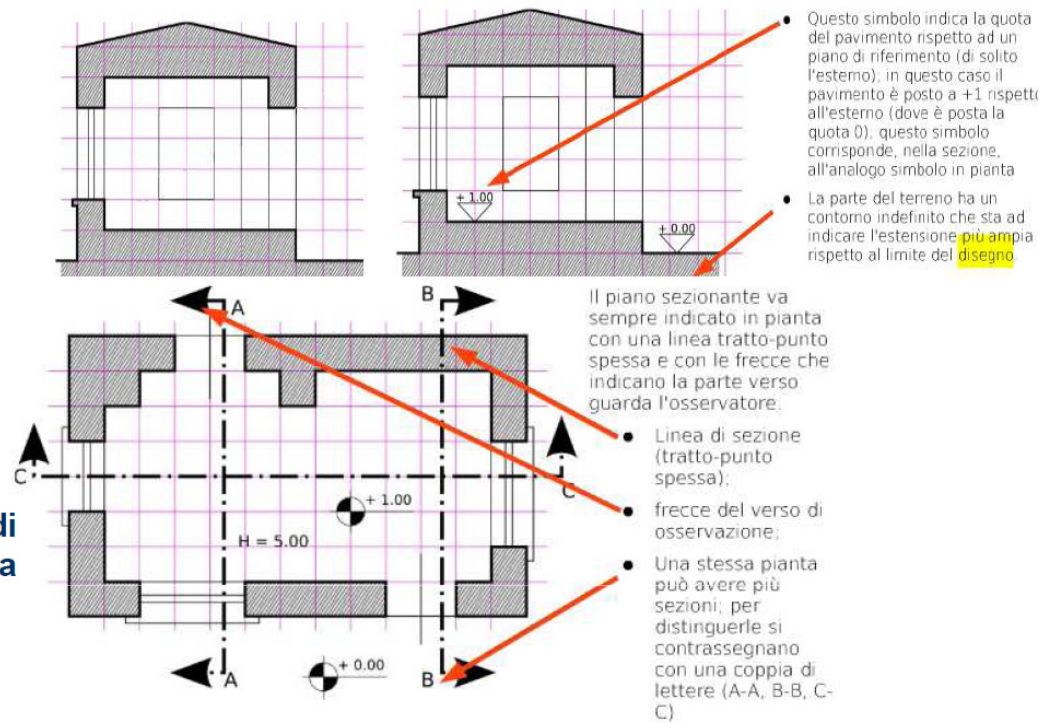 Questo simbolo indica la quota
del pavimento rispetto ad un
piano di riferimento (di solito
l'esterno); in questo caso il
pavimento è posto a +1 rispetto
all'esterno (dove è posta la
quota 0); questo simbolo
corrisponde, nella sezione,
all'analogo simbolo in pianta
La parte del terreno ha un
contorno indefinito che sta ad
indicare l'estensione più ampia
rispetto al limite del disegno.
+ 1.00
+ 0.00
A
B
Il piano sezionante va
sempre indicato in pianta
con una linea tratto-punto
spessa e con le frecce che
indicano la parte verso
guarda l'osservatore.
Linea di sezione
(tratto-punto
spessa);
frecce del verso di
osservazione;
Una stessa pianta
può avere più
sezioni; per
distinguerle si
contrassegnano
con una coppia di
lettere (A-A, B-B, C-
C)
C
C
+ 1.00
H = 5.00
di
a
A
+ 0.00
B